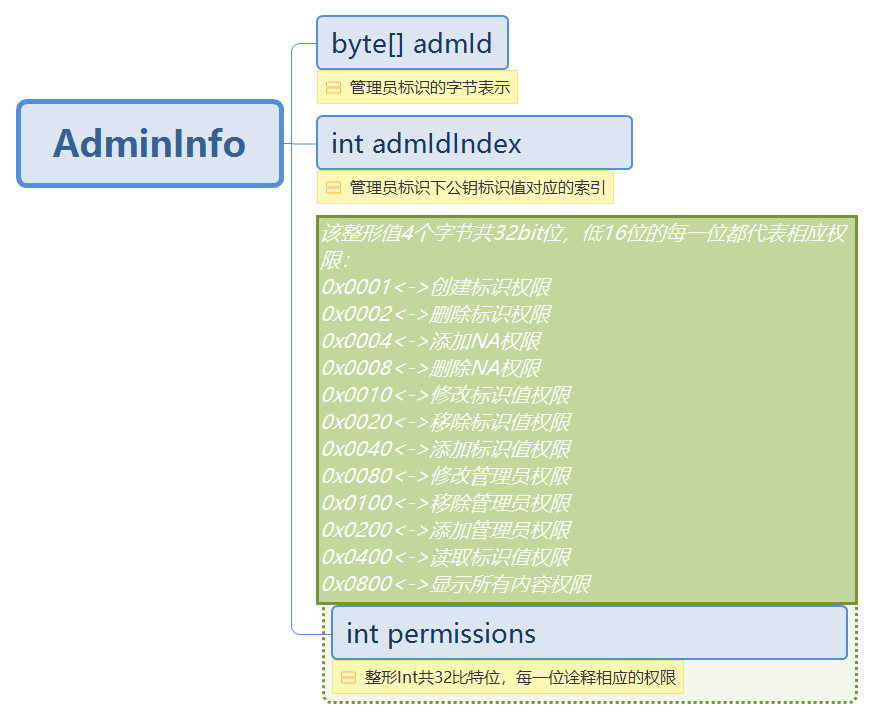 AdminInfo
byte[] admId
管理员标识的字节表示
int admIdIndex
管理员标识下公钥标识值对应的索引
该整形值4个字节共32bit位，低16位的每一位都代表相应权
限：
0x0001<->创建标识权限
0x0002<->删除标识权限
0x0004<->添加NA权限
0x0008<->删除NA权限
0x0010<->修改标识值权限
0x0020<->移除标识值权限
0x0040<->添加标识值权限
0x0080<->修改管理员权限
0x0100<->移除管理员权限
0x0200<->添加管理员权限
0x0400<->读取标识值权限
0x0800<->显示所有内容权限
int permissions
整形Int共32比特位，每一位诠释相应的权限